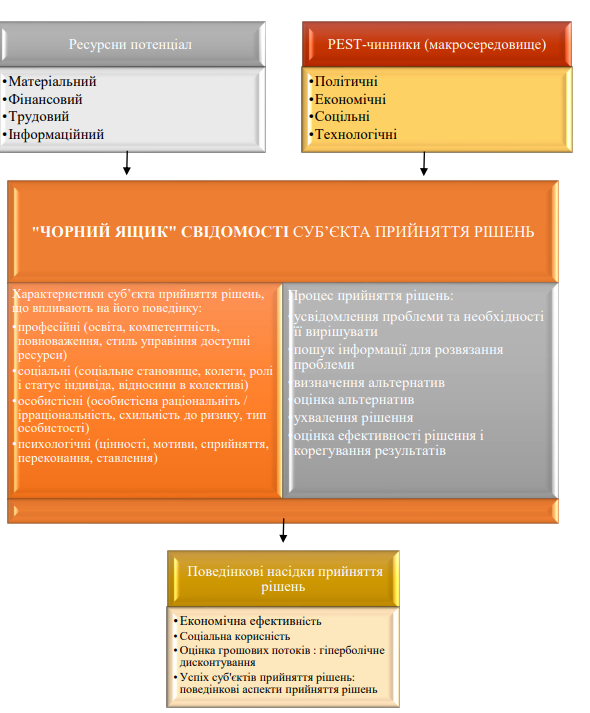 Ресурсни потенціал
•Матеріальний
•Фінансовий
•Трудовий
•Інформаційний
PEST-чинники (макросередовище)
•Політичні
•Економічні
•Соцільні
•Технологічні
"ЧОРНИЙ ЯЩИК" СВІДОМОСТІ СУБ’ЄКТА ПРИЙНЯТТЯ РІШЕНЬ
Характеристики суб’єкта прийняття рішень,
що впливають на його поведінку:
•професійні (освіта, компетентність,
повноваження, стиль управіння доступні
ресурси)
•соціальні (соціальне становище, колеги, ролі
і статус індивіда, відносини в колективі)
•особистісні (особистісна раціональніть /
ірраціональність, схильність до ризику, тип
особистості)
•психологічні (цінності, мотиви, сприйняття,
переконання, ставлення)
Процес прийняття рішень:
•усвідомлення проблеми та необхідності
її вирішувати
•пошук інформації для розвязання
проблеми
•визначення альтернатив
•оцінка альтернатив
•ухвалення рішення
•оцінка ефективності рішення і
корегування результатів
Поведінкові насідки прийняття
рішень
•Економічна ефективність
•Соціальна корисність
•Оцінка грошових потоків : гіперболічне
дисконтування
•Успіх суб'єктів прийняття рішень:
поведінкові аспекти прийняття рішень